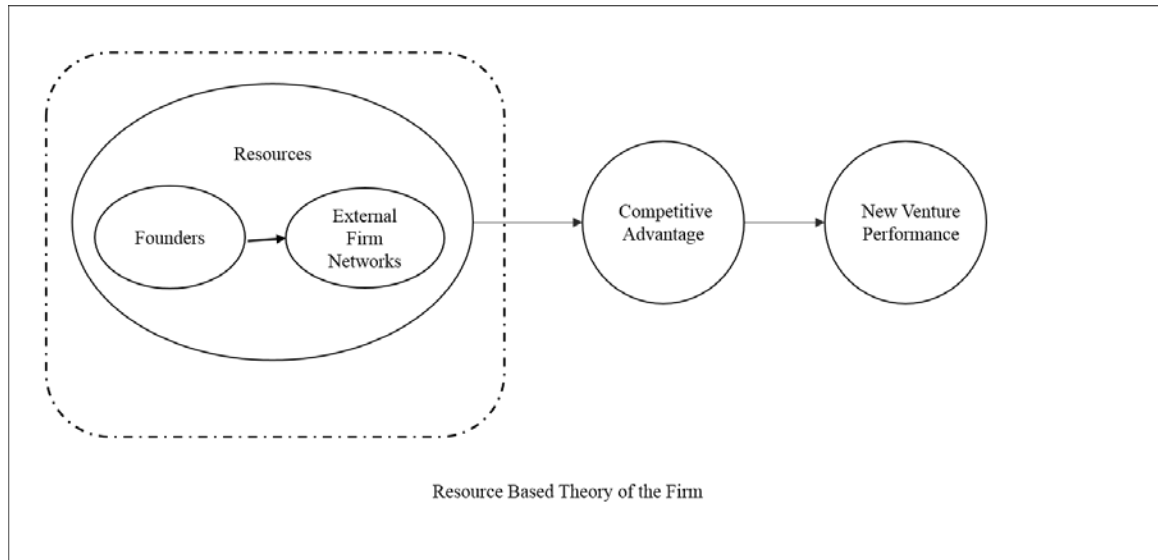 Resources
Founders
External
Firm
Networks
Competitive
Advantage
New Venture
Performance
Resource Based Theory of the Firm